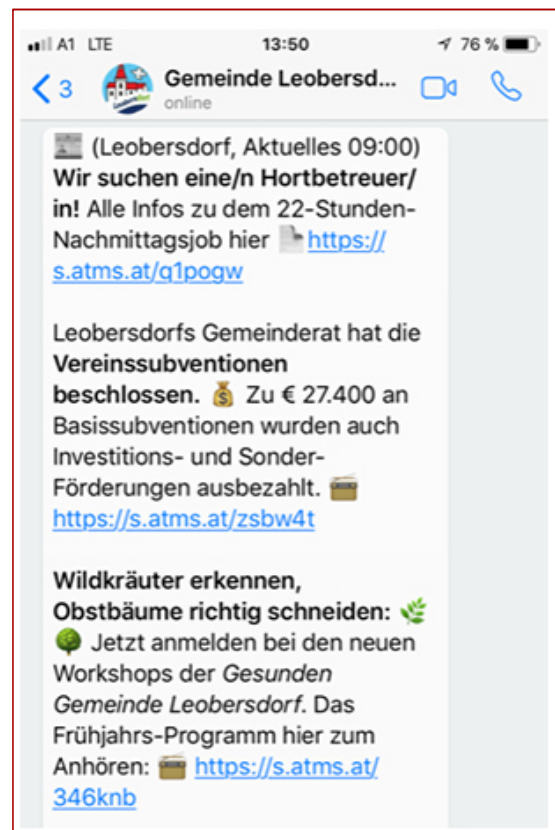 A1 LTE 13:50 76 %
3 Gemeinde Leobersd...
online
(Leobersdorf, Aktuelles 09:00)
Wir suchen eine/n Hortbetreuer/
in! Alle Infos zu dem 22-Stunden-
Nachmittagsjob hier https://
s.atms.at/q1pogw
Leobersdorfs Gemeinderat hat die
Vereinssubventionen
beschlossen. 💰 Zu € 27.400 an
Basissubventionen wurden auch
Investitions- und Sonder-
Förderungen ausbezahlt. 📻
https://s.atms.at/zsbw4t
Wildkräuter erkennen,
Obstbäume richtig schneiden: 🌿
🌳 Jetzt anmelden bei den neuen
Workshops der Gesunden
Gemeinde Leobersdorf. Das
Frühjahrs-Programm hier zum
Anhören: 📻 https://s.atms.at/
346knb